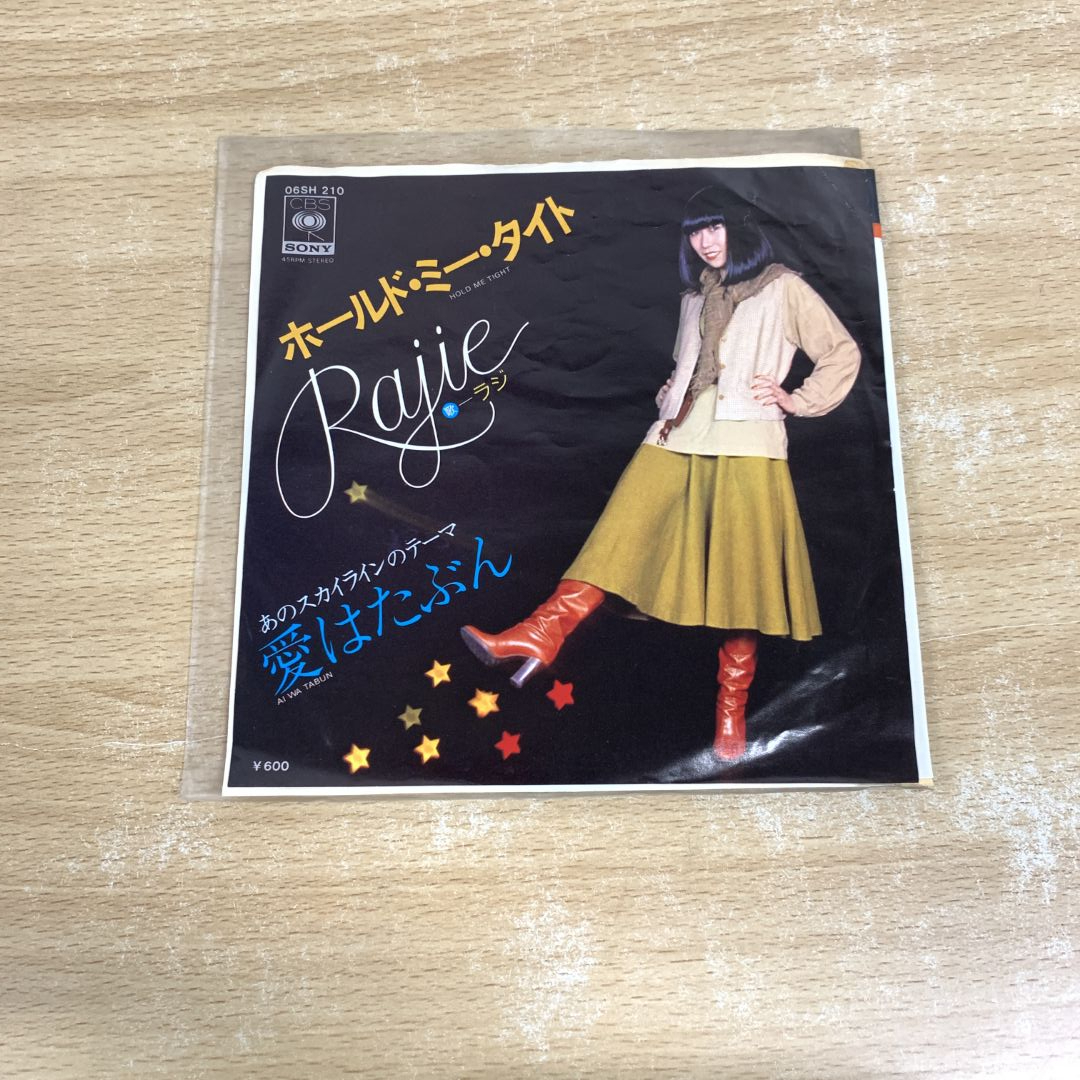 06SH 210
CBS
SONY
45RPM STEREO
ホールド・ミー・タイト
HOLD ME TIGHT
Rajie
歌—ラジ
あのスカイラインのテーマ
愛はたぶん
AI WA TABUN
￥600